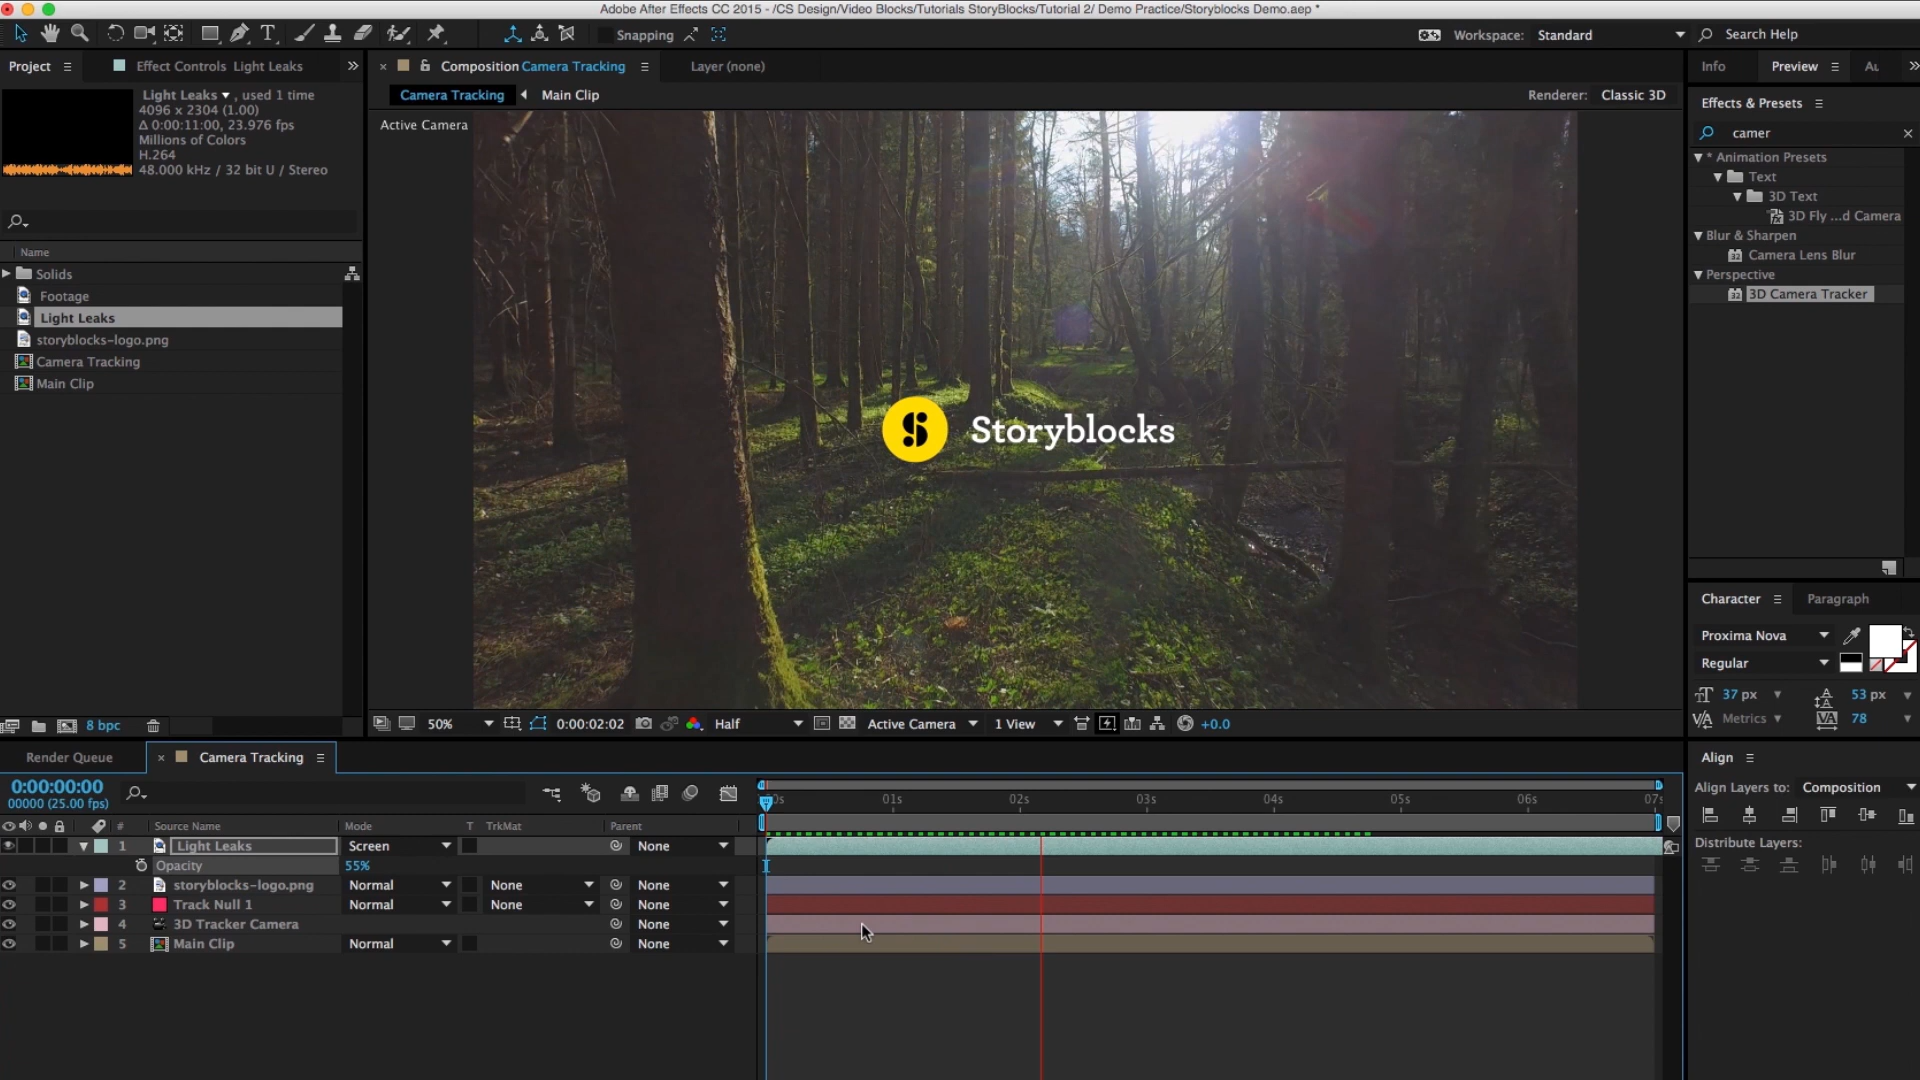 Adobe After Effects CC 2015 - /CS Design/Video Blocks/Tutorials StoryBlocks/Tutorial 2/ Demo Practice/Storyblocks Demo.aep *
Snapping
Workspace: Standard
Search Help
Project
Effect Controls Light Leaks
Composition Camera Tracking
Layer (none)
Info
Preview
Au
Light Leaks , used 1 time
4096 x 2304 (1.00)
Δ 0:00:11:00, 23.976 fps
Millions of Colors
H.264
48.000 kHz / 32 bit U / Stereo
Camera Tracking
Main Clip
Renderer: Classic 3D
Active Camera
Effects & Presets
camer
* Animation Presets
Text
3D Text
3D Fly ...d Camera
Blur & Sharpen
Camera Lens Blur
Perspective
3D Camera Tracker
Name
Solids
Footage
Light Leaks
storyblocks-logo.png
Camera Tracking
Main Clip
Storyblocks
Character
Paragraph
Proxima Nova
Regular
37 px
53 px
Metrics
78
8 bpc
50%
0:00:02:02
Half
Active Camera
1 View
+0.0
Render Queue
Camera Tracking
Align
Align Layers to: Composition
Distribute Layers:
0:00:00:00
00000 (25.00 fps)
0s
01s
02s
03s
04s
05s
06s
07s
#
Source Name
Mode
T
TrkMat
Parent
1 Light Leaks Screen None
Opacity 55%
2 storyblocks-logo.png Normal None None
3 Track Null 1 Normal None None
4 3D Tracker Camera None
5 Main Clip Normal None